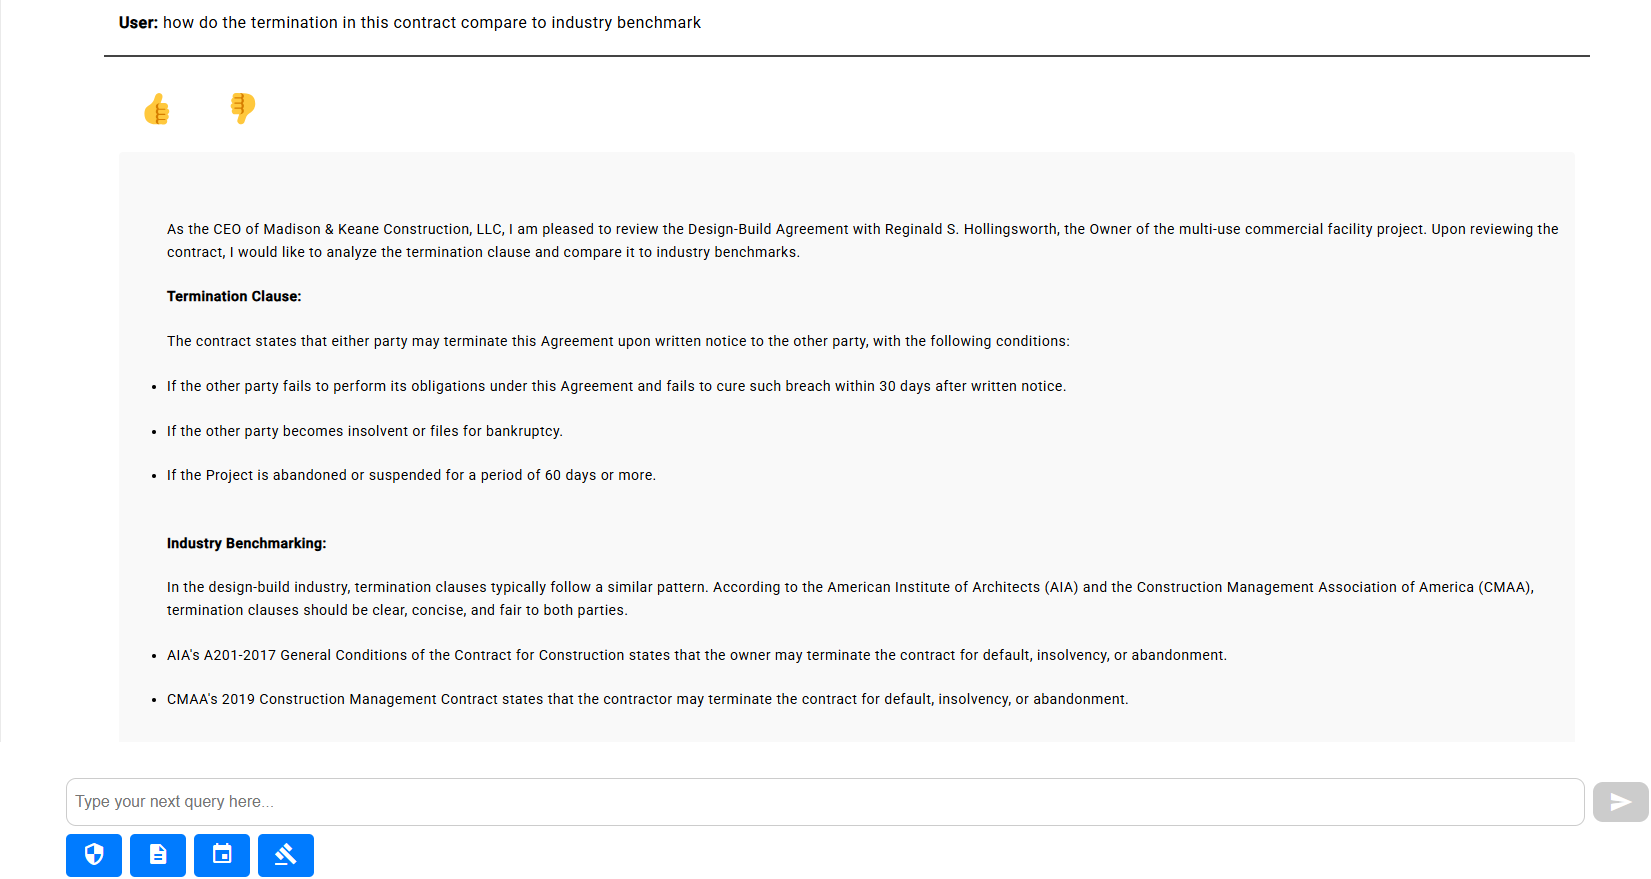 User: how do the termination in this contract compare to industry benchmark
As the CEO of Madison & Keane Construction, LLC, I am pleased to review the Design-Build Agreement with Reginald S. Hollingsworth, the Owner of the multi-use commercial facility project. Upon reviewing the
contract, I would like to analyze the termination clause and compare it to industry benchmarks.
Termination Clause:
The contract states that either party may terminate this Agreement upon written notice to the other party, with the following conditions:
• If the other party fails to perform its obligations under this Agreement and fails to cure such breach within 30 days after written notice.
• If the other party becomes insolvent or files for bankruptcy.
• If the Project is abandoned or suspended for a period of 60 days or more.
Industry Benchmarking:
In the design-build industry, termination clauses typically follow a similar pattern. According to the American Institute of Architects (AIA) and the Construction Management Association of America (CMAA),
termination clauses should be clear, concise, and fair to both parties.
• AIA's A201-2017 General Conditions of the Contract for Construction states that the owner may terminate the contract for default, insolvency, or abandonment.
• CMAA's 2019 Construction Management Contract states that the contractor may terminate the contract for default, insolvency, or abandonment.
Type your next query here...